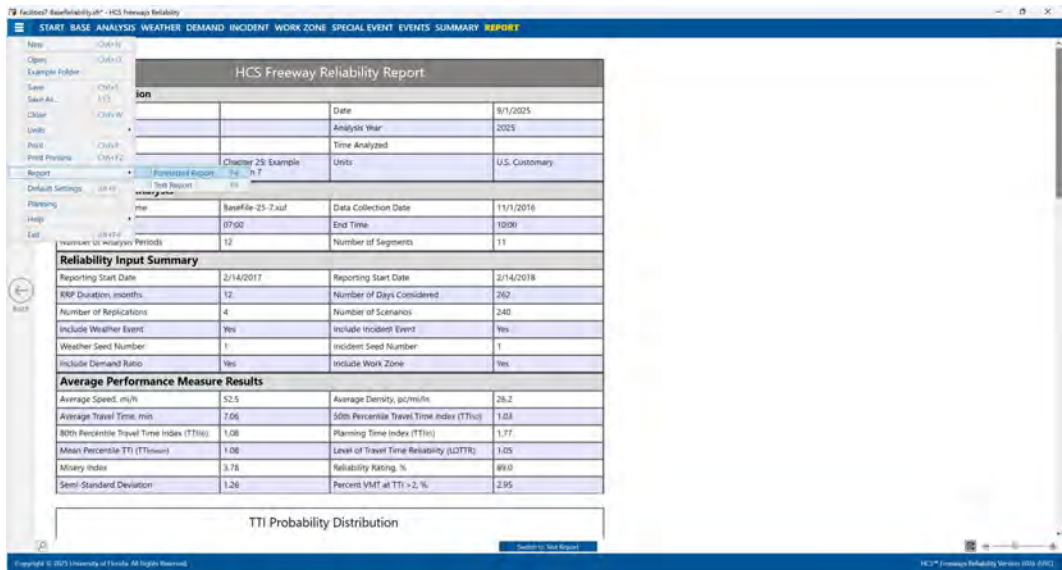 Facilities7-BaseReliability.xhr* - HCS Freeways Reliability
START BASE ANALYSIS WEATHER DEMAND INCIDENT WORK ZONE SPECIAL EVENT EVENTS SUMMARY REPORT
New Ctrl+N
Open Ctrl+O
Example Folder
Save Ctrl+S
Save As...
Close Ctrl+W
Units
Print Ctrl+P
Print Preview Ctrl+F2
Report
Formatted Report
Text Report
Default Settings
Planning
Help
Exit Alt+F4
HCS Freeway Reliability Report
ion
Date 9/1/2025
Analysis Year 2025
Time Analyzed
Chapter 25: Example
n 7 Units U.S. Customary
me BaseFile-25-7.xuf Data Collection Date 11/1/2016
07:00 End Time 10:00
Number of Analysis Periods 12 Number of Segments 11
Reliability Input Summary
Reporting Start Date 2/14/2017 Reporting Start Date 2/14/2018
RRP Duration, months 12 Number of Days Considered 262
Number of Replications 4 Number of Scenarios 240
Include Weather Event Yes Include Incident Event Yes
Weather Seed Number 1 Incident Seed Number 1
Include Demand Ratio Yes Include Work Zone Yes
Average Performance Measure Results
Average Speed, mi/h 52.5 Average Density, pc/mi/ln 26.2
Average Travel Time, min 7.06 50th Percentile Travel Time Index (TTI50) 1.03
80th Percentile Travel Time Index (TTI80) 1.08 Planning Time Index (TTI95) 1.77
Mean Percentile TTI (TTImean) 1.08 Level of Travel Time Reliability (LOTTR) 1.05
Misery Index 3.78 Reliability Rating, % 89.0
Semi-Standard Deviation 1.26 Percent VMT at TTI > 2, % 2.95
TTI Probability Distribution
Back
Switch to Text Report
Copyright © 2025 University of Florida. All Rights Reserved.